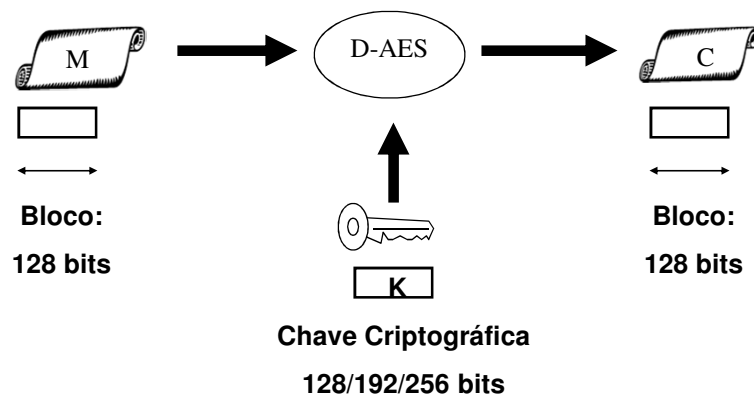 M
D-AES
C
Bloco:
128 bits
Bloco:
128 bits
K
Chave Criptográfica
128/192/256 bits